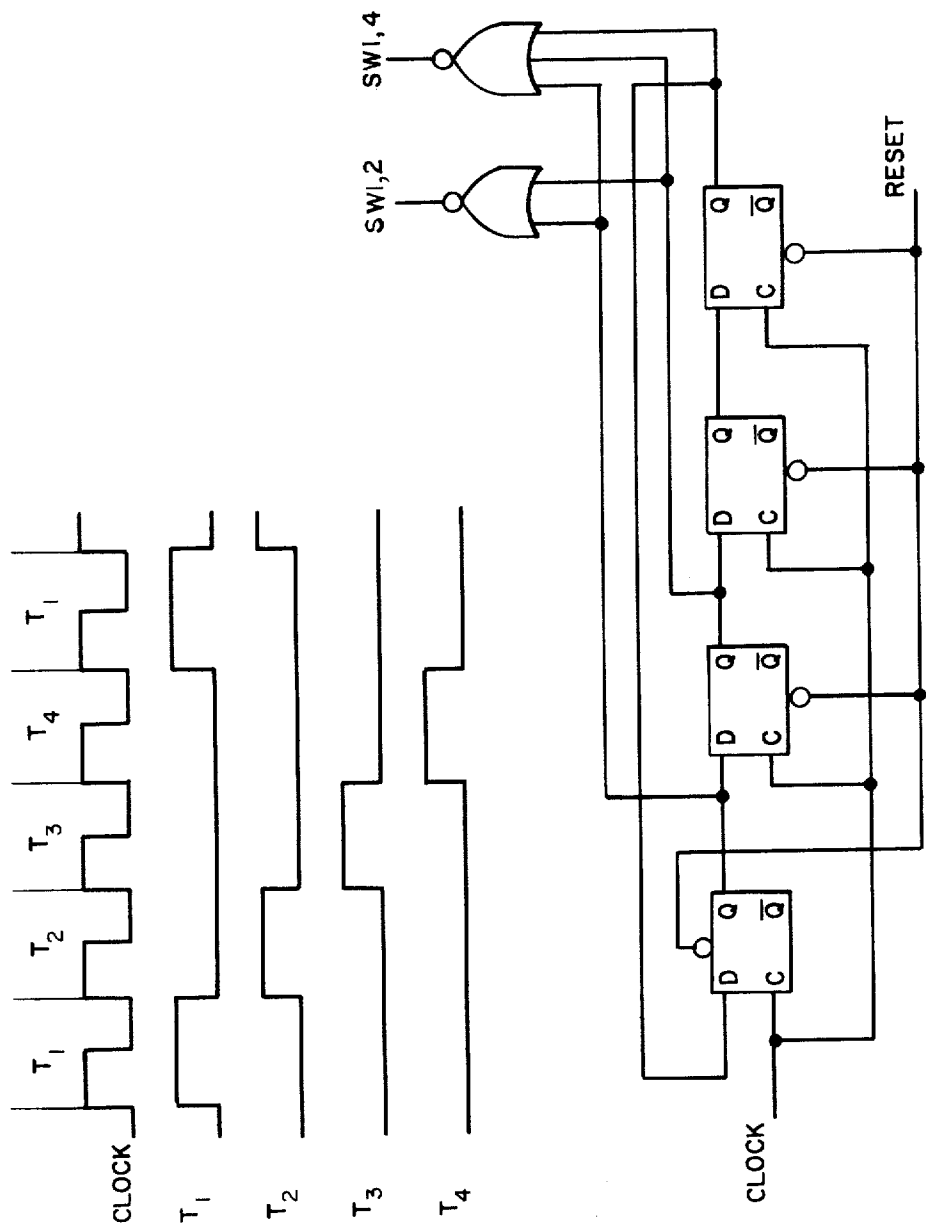 T1 T2 T3 T4 T1
CLOCK
T1
T2
T3
T4
SW1,2
SW1,4
D Q
C Q̅
D Q
C Q̅
D Q
C Q̅
D Q
C Q̅
CLOCK
RESET